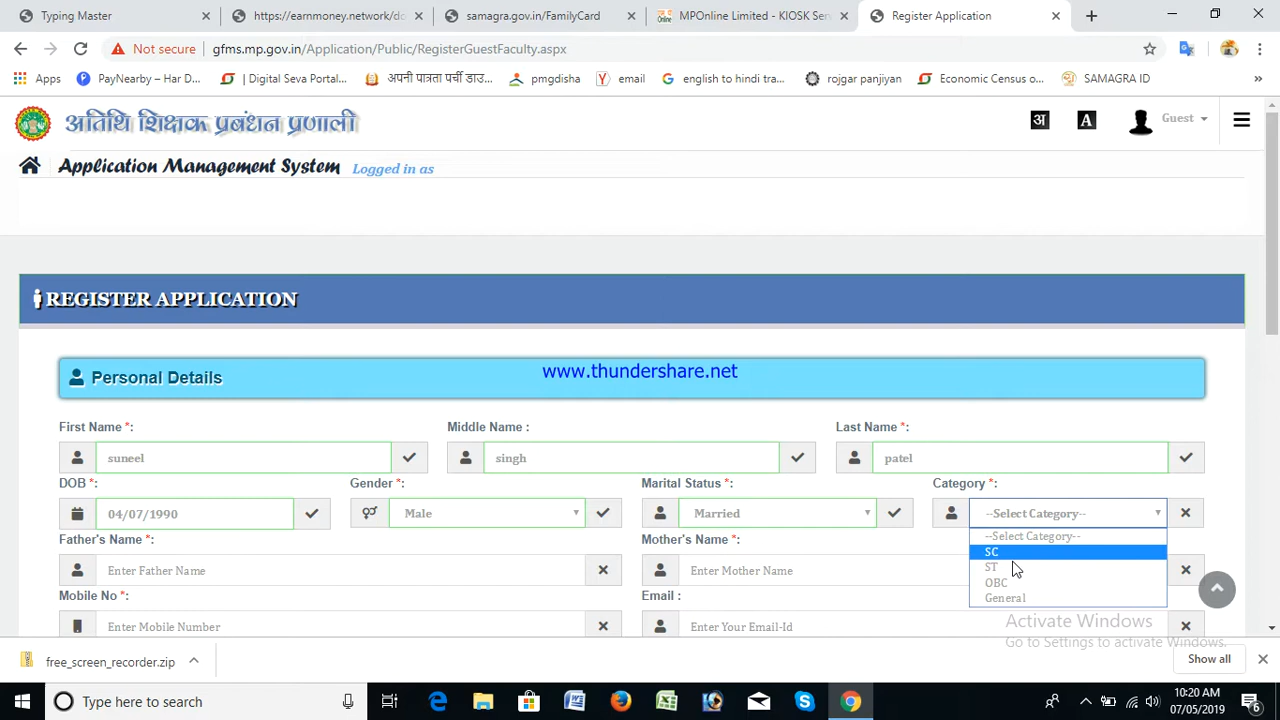 Typing Master
https://earnmoney.network/da
samagra.gov.in/FamilyCard
MPOnline Limited - KIOSK Ser
Register Application
Not secure
gfms.mp.gov.in/Application/Public/RegisterGuestFaculty.aspx
Apps
PayNearby – Har D...
| Digital Seva Portal...
अपनी पात्रता पर्ची डाउ...
pmgdisha
email
english to hindi tra...
rojgar panjiyan
Economic Census o...
SAMAGRA ID
»
अतिथि शिक्षक प्रबंधन प्रणाली
अ
A
Guest
Application Management System
Logged in as
REGISTER APPLICATION
Personal Details
www.thundershare.net
First Name *:
Middle Name :
Last Name *:
suneel
singh
patel
DOB *:
Gender *:
Marital Status *:
Category *:
04/07/1990
Male
Married
--Select Category--
--Select Category--
SC
ST
OBC
General
Father's Name *:
Mother's Name *:
Enter Father Name
Enter Mother Name
Mobile No *:
Email :
Enter Mobile Number
Enter Your Email-Id
Activate Windows
Go to Settings to activate Windows.
free_screen_recorder.zip
Show all
Type here to search
10:20 AM
07/05/2019
6